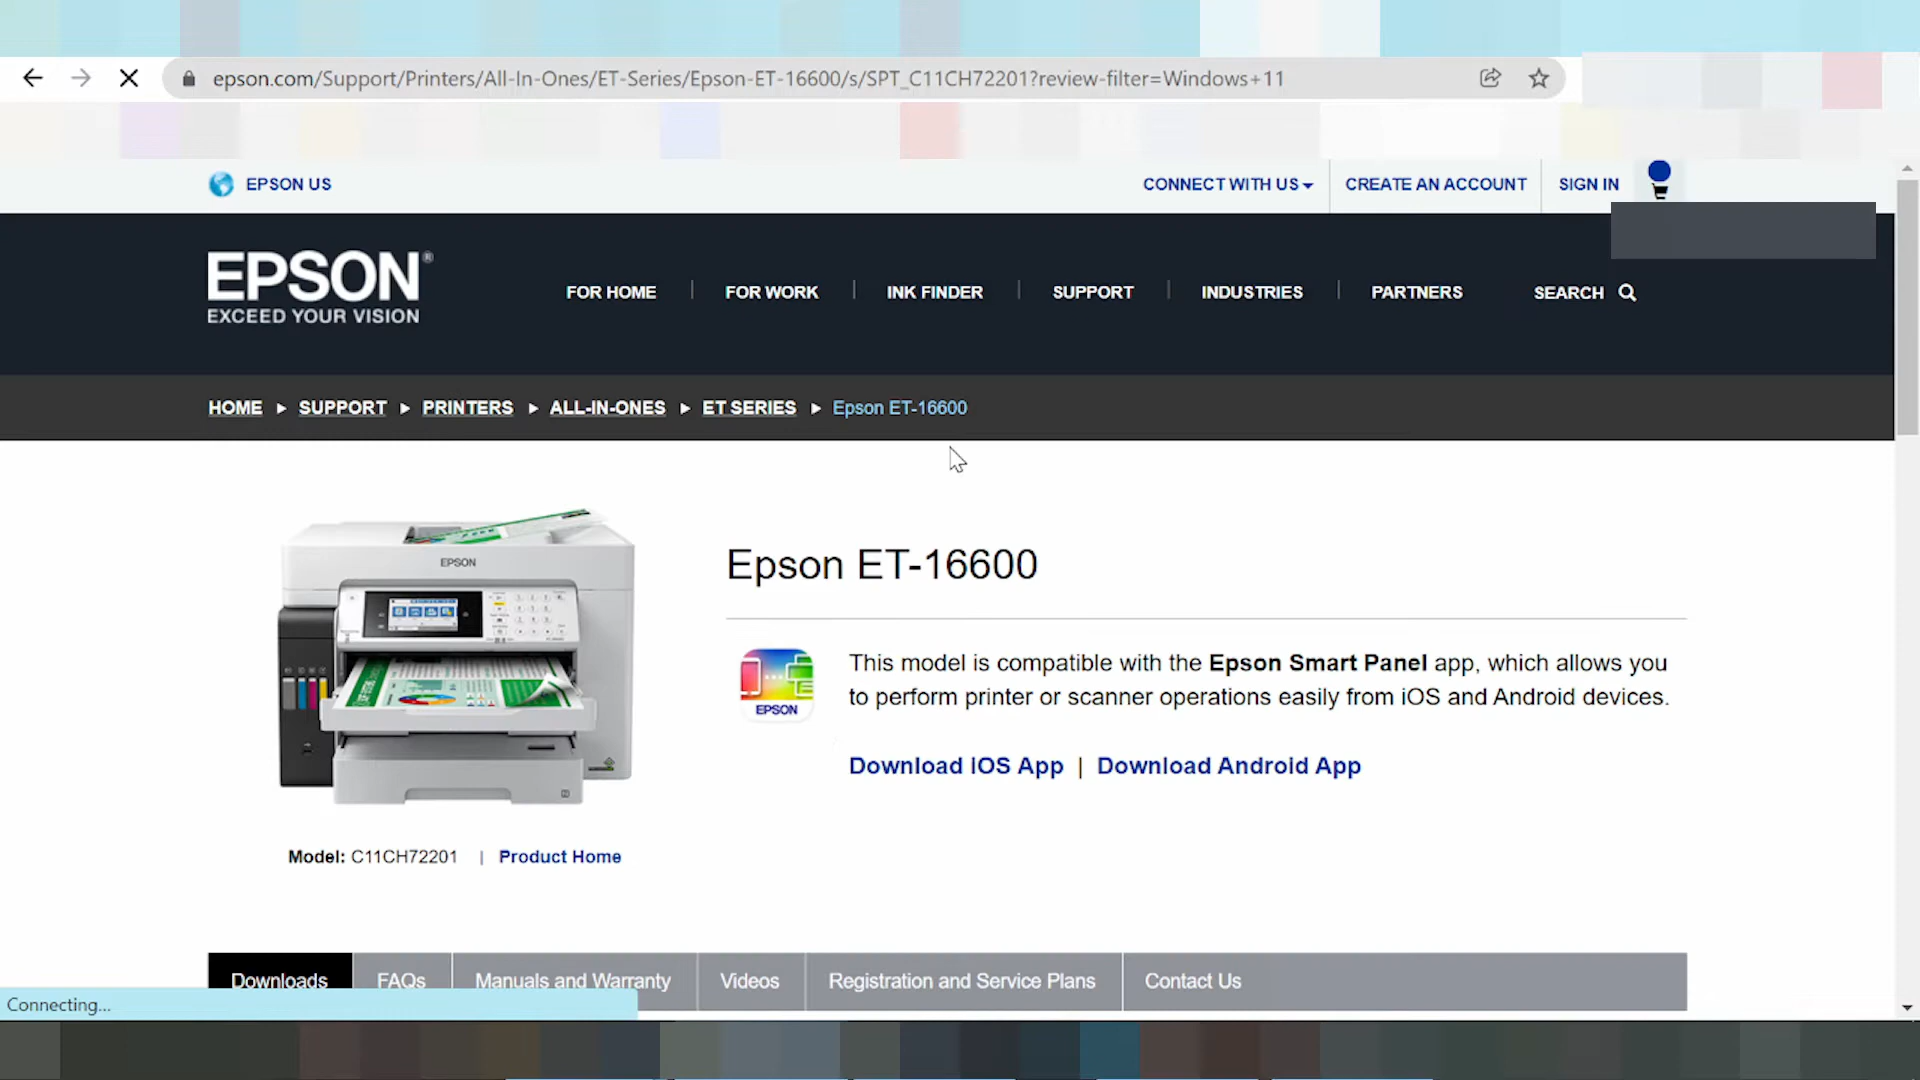 epson.com/Support/Printers/All-In-Ones/ET-Series/Epson-ET-16600/s/SPT_C11CH72201?review-filter=Windows+11
EPSON US
CONNECT WITH US
CREATE AN ACCOUNT
SIGN IN
EPSON®
EXCEED YOUR VISION
FOR HOME
FOR WORK
INK FINDER
SUPPORT
INDUSTRIES
PARTNERS
SEARCH
HOME ▶ SUPPORT ▶ PRINTERS ▶ ALL-IN-ONES ▶ ET SERIES ▶ Epson ET-16600
EPSON
Epson ET-16600
EPSON
This model is compatible with the Epson Smart Panel app, which allows you
to perform printer or scanner operations easily from iOS and Android devices.
Download iOS App | Download Android App
Model: C11CH72201 | Product Home
Downloads
FAQs
Manuals and Warranty
Videos
Registration and Service Plans
Contact Us
Connecting...